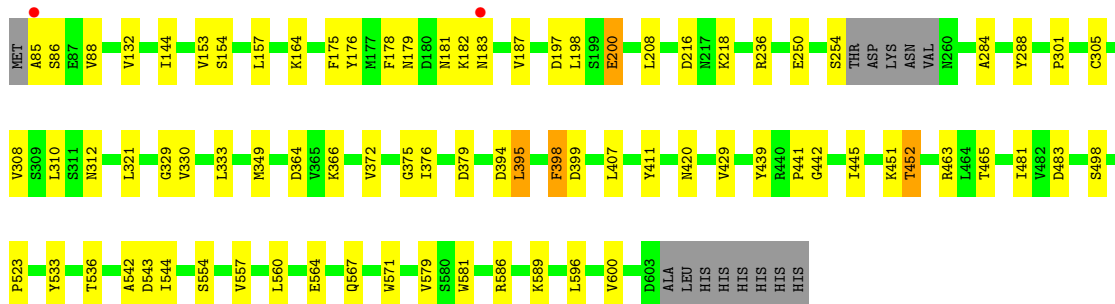 MET A85 S86 E87 V88 V132 I144 V153 S154 L157 K164 F175 Y176 M177 F178 N179 D180 N181 K182 N183 V187 D197 L198 S199 E200 L208 D216 N217 K218 R236 E250 S254 THR ASP LYS ASN VAL N260 A284 Y288 P301 C305
V308 S309 L310 S311 N312 L321 G329 V330 L333 M349 D364 V365 K366 V372 G375 I376 D379 D394 L395 F398 D399 L407 Y411 N420 V429 Y439 R440 P441 G442 I445 K451 T452 R463 L464 T465 I481 V482 D483 S498
P523 Y533 T536 A542 D543 I544 S554 V557 L560 E564 Q567 W571 V579 S580 W581 R586 K589 L596 V600 D603 ALA LEU HIS HIS HIS HIS HIS HIS